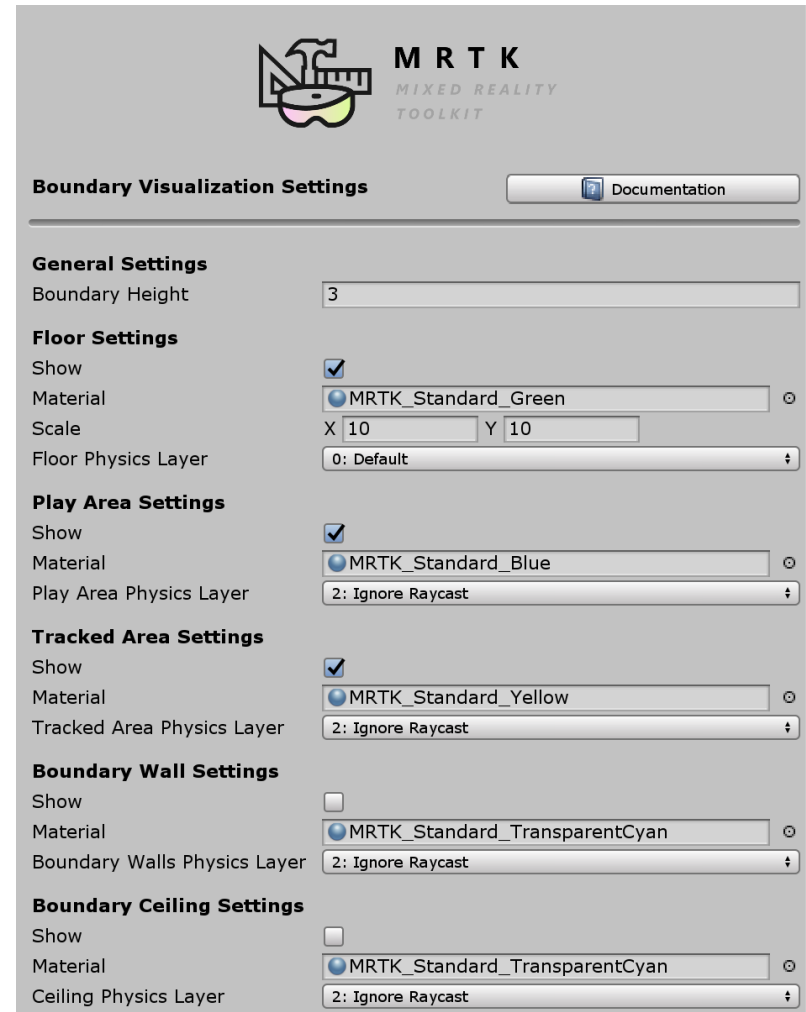 MRTK
MIXED REALITY
TOOLKIT
Boundary Visualization Settings Documentation
General Settings
Boundary Height 3
Floor Settings
Show
Material MRTK_Standard_Green
Scale X 10 Y 10
Floor Physics Layer 0: Default
Play Area Settings
Show
Material MRTK_Standard_Blue
Play Area Physics Layer 2: Ignore Raycast
Tracked Area Settings
Show
Material MRTK_Standard_Yellow
Tracked Area Physics Layer 2: Ignore Raycast
Boundary Wall Settings
Show
Material MRTK_Standard_TransparentCyan
Boundary Walls Physics Layer 2: Ignore Raycast
Boundary Ceiling Settings
Show
Material MRTK_Standard_TransparentCyan
Ceiling Physics Layer 2: Ignore Raycast